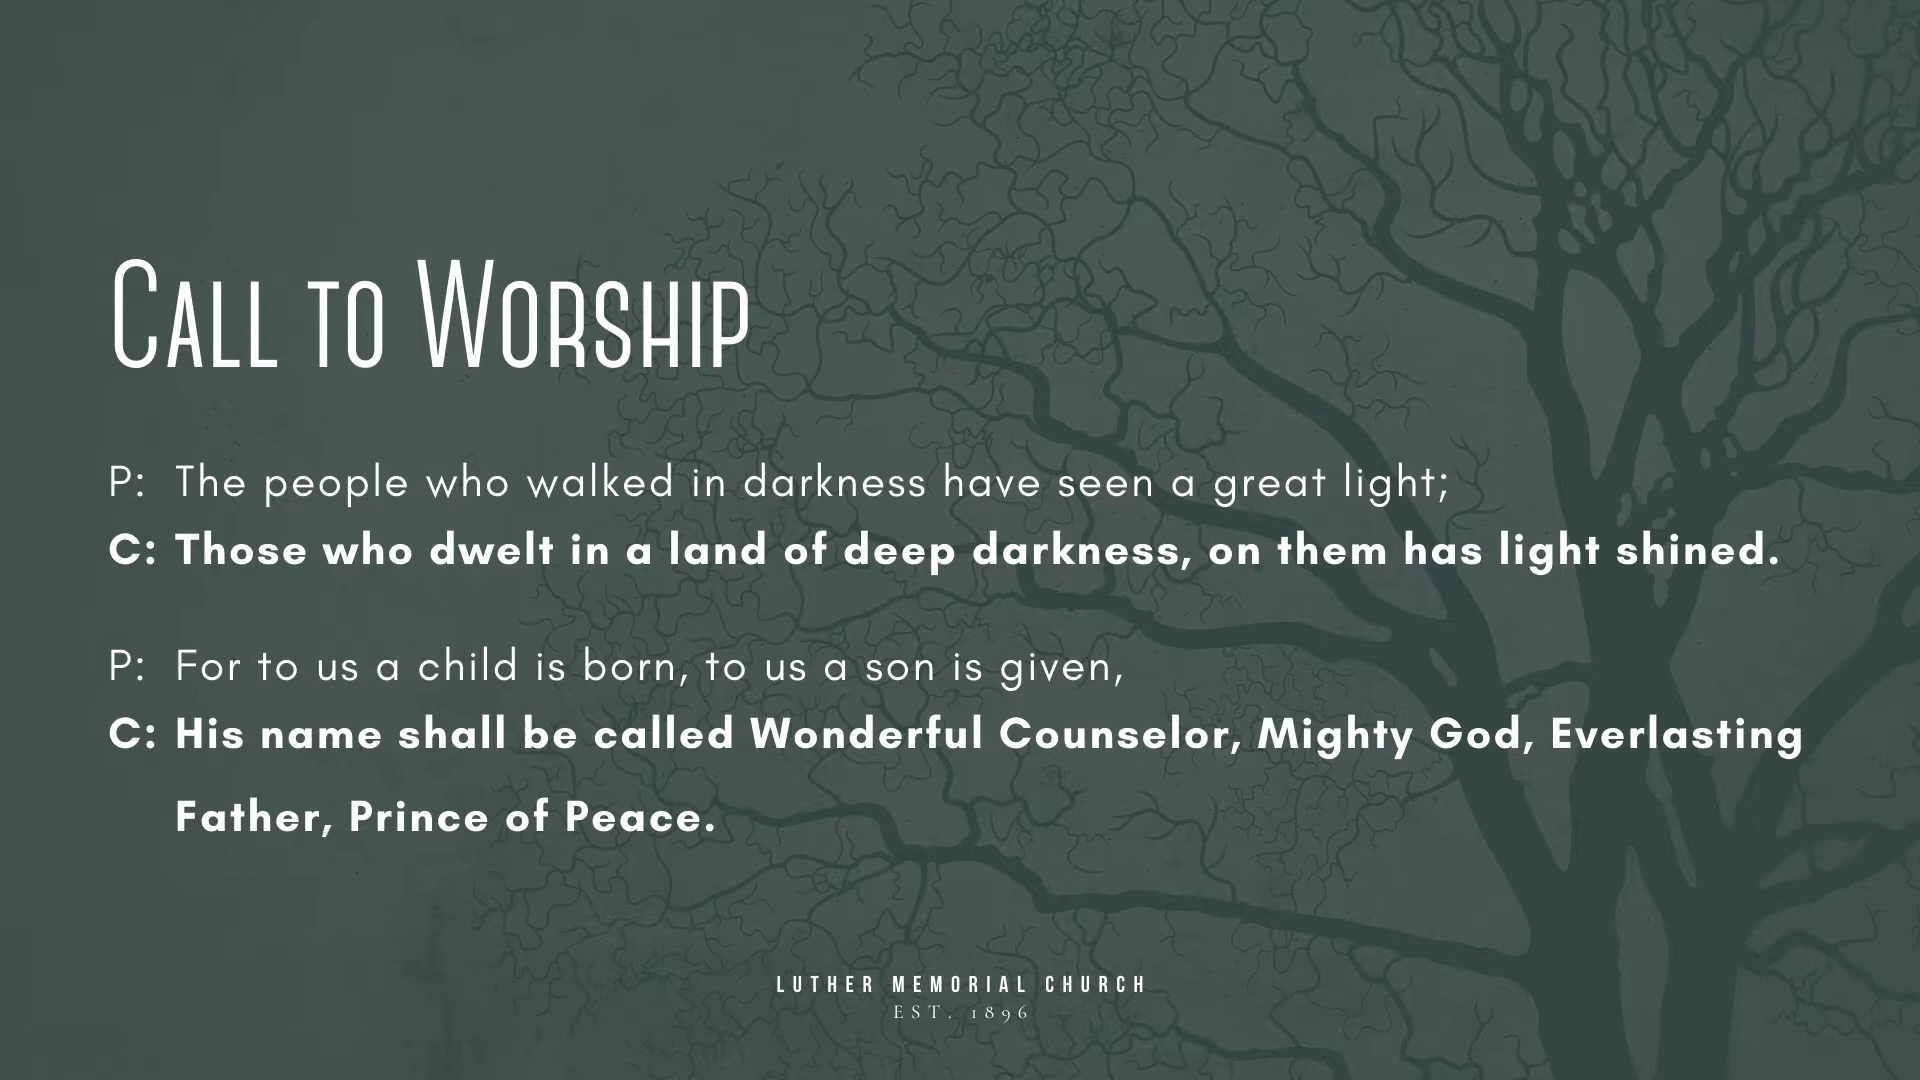 Call to Worship
P: The people who walked in darkness have seen a great light;
C: Those who dwelt in a land of deep darkness, on them has light shined.
P: For to us a child is born, to us a son is given,
C: His name shall be called Wonderful Counselor, Mighty God, Everlasting
Father, Prince of Peace.
LUTHER MEMORIAL CHURCH
EST. 1896